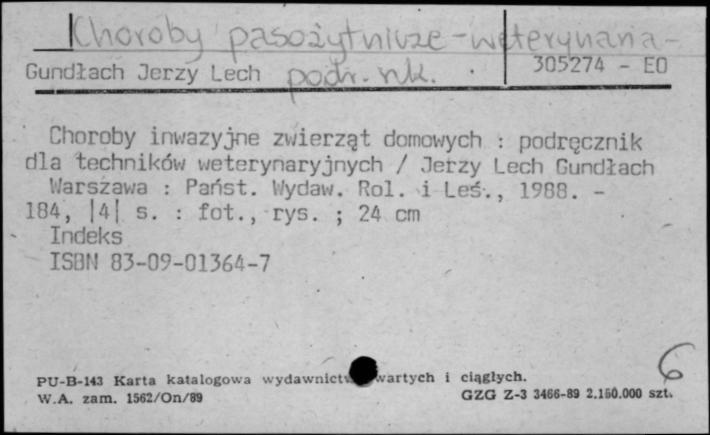 Choroby pasożytnicze - weterynaria -
podr. nk.
Gundłach Jerzy Lech 305274 - EO
Choroby inwazyjne zwierząt domowych : podręcznik
dla techników weterynaryjnych / Jerzy Lech Gundłach
Warszawa : Państ. Wydaw. Rol. i Leś., 1988. -
184, |4| s. : fot., rys. ; 24 cm
Indeks
ISBN 83-09-01364-7
6
PU-B-143 Karta katalogowa wydawnictw zwartych i ciągłych.
W.A. zam. 1562/On/89 GZG Z-3 3466-89 2.150.000 szt.